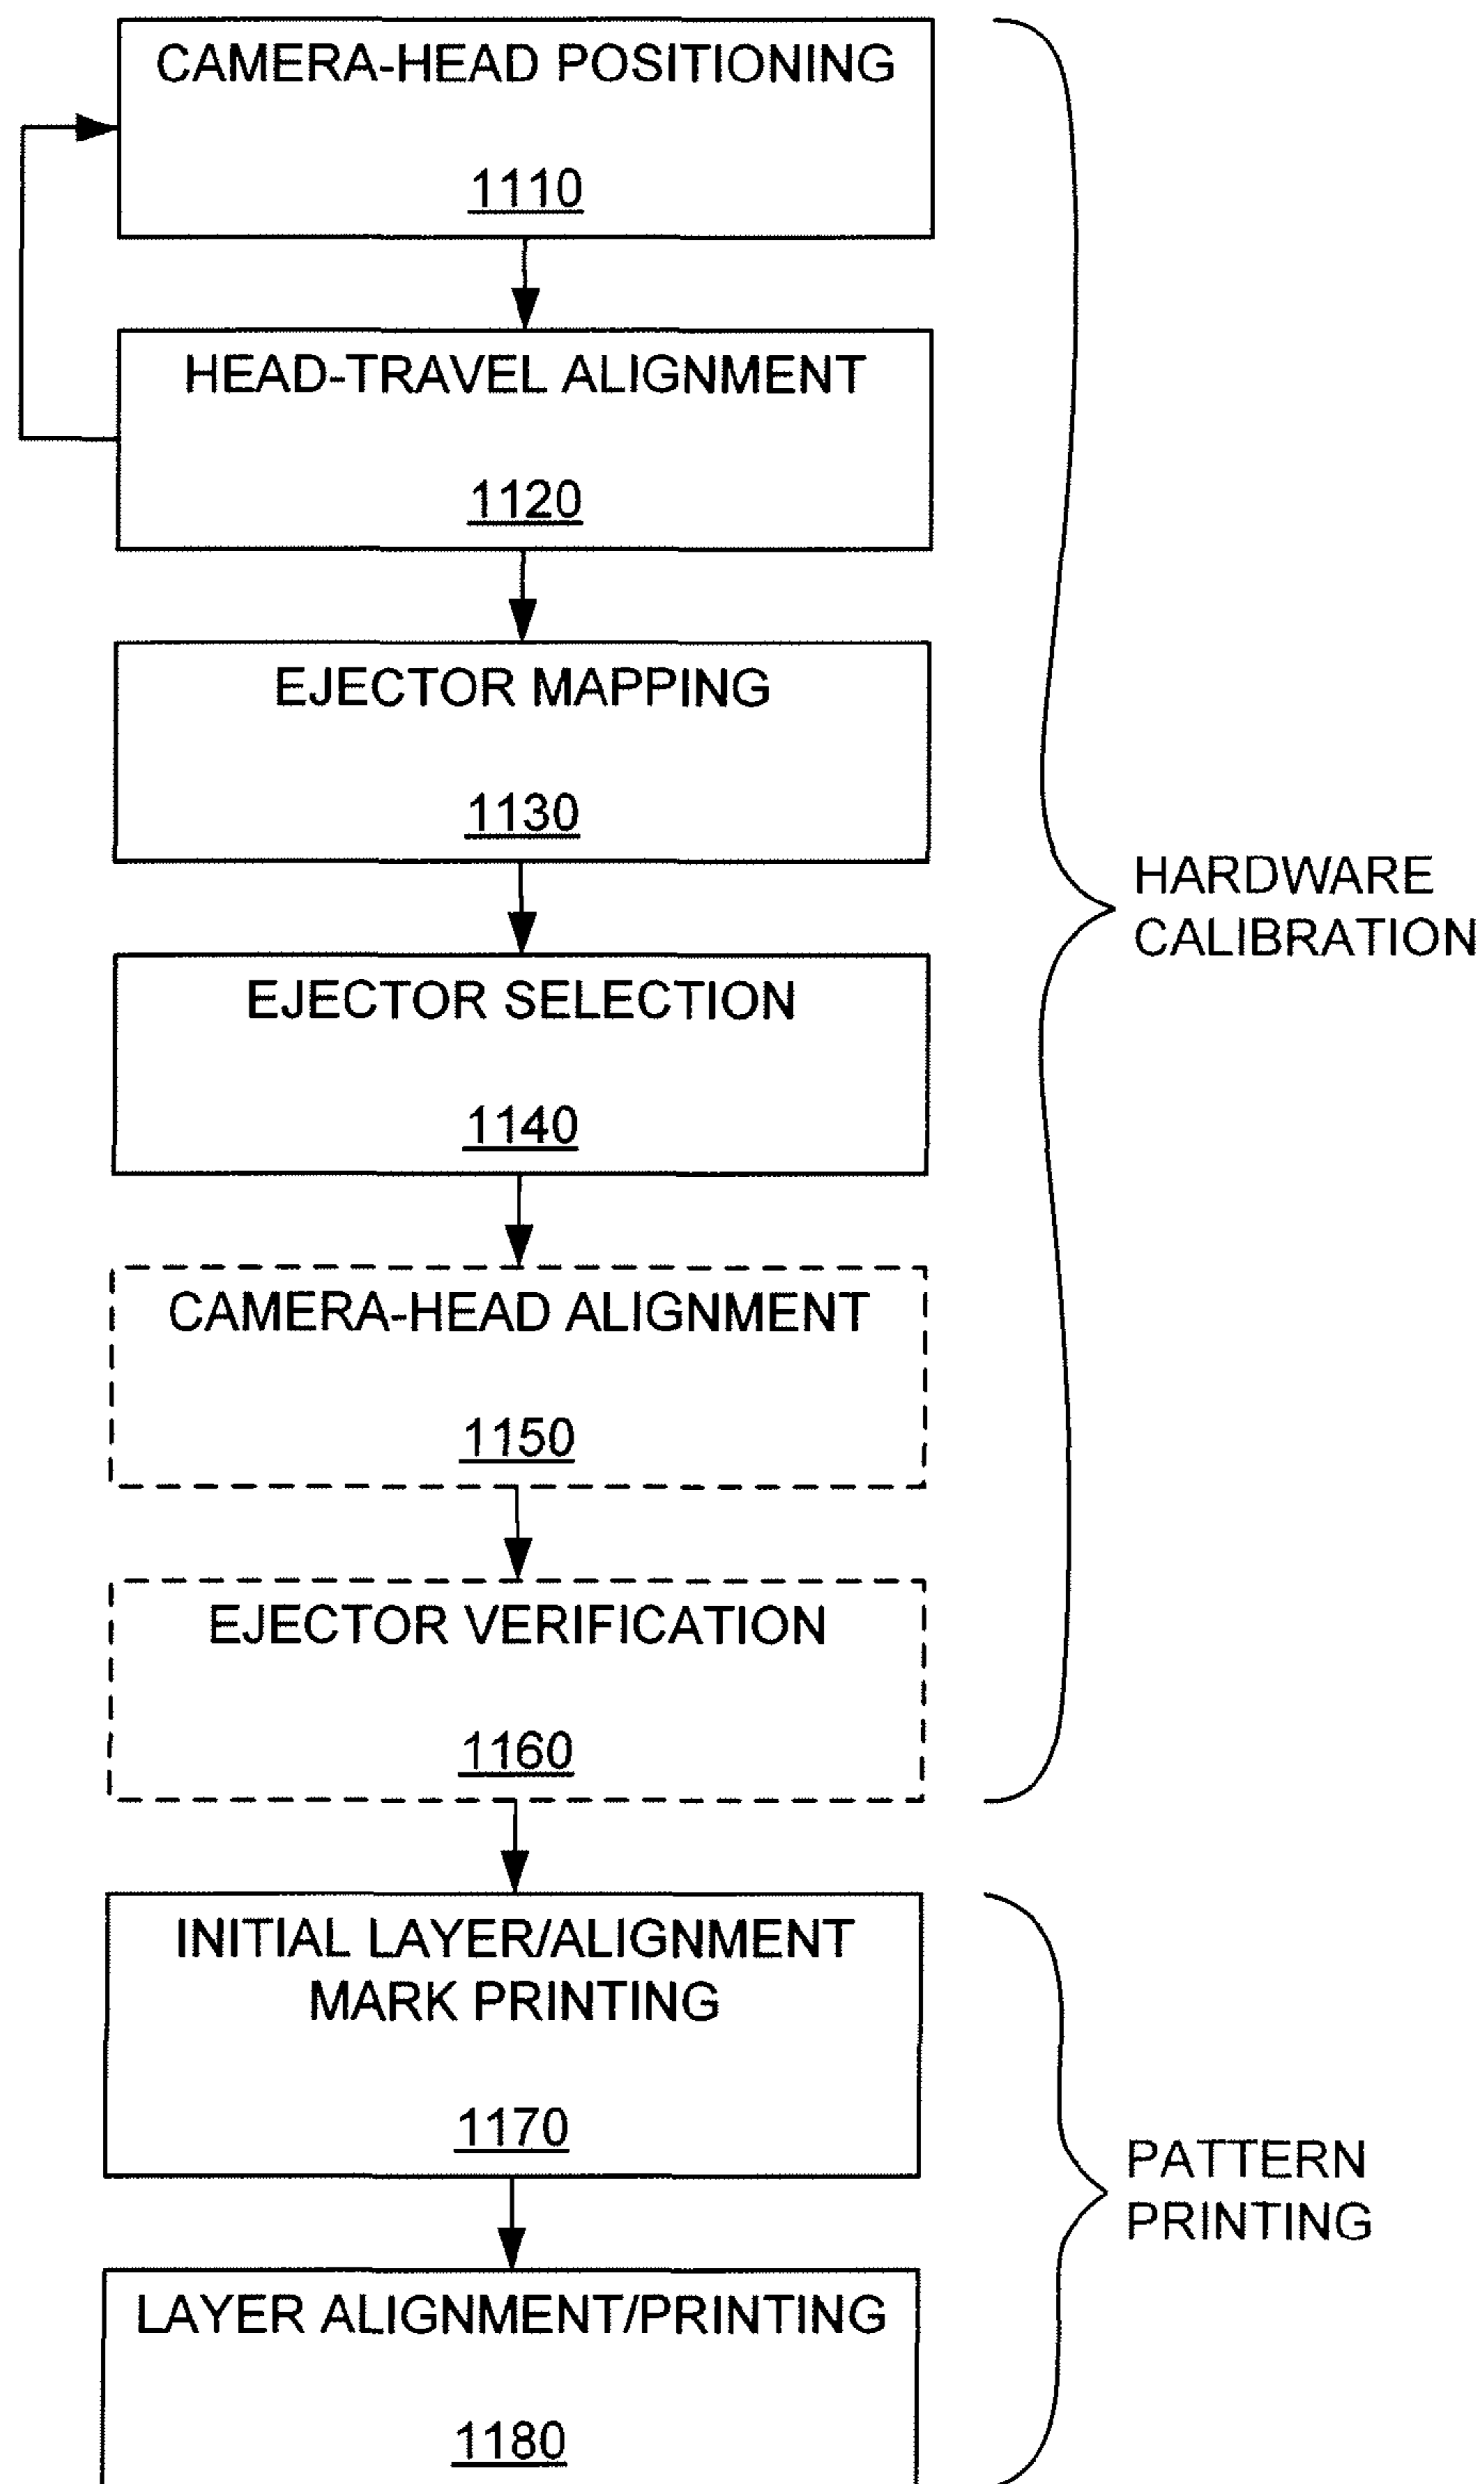 CAMERA-HEAD POSITIONING
1110
HEAD-TRAVEL ALIGNMENT
1120
EJECTOR MAPPING
1130
HARDWARE
CALIBRATION
EJECTOR SELECTION
1140
CAMERA-HEAD ALIGNMENT
1150
EJECTOR VERIFICATION
1160
INITIAL LAYER/ALIGNMENT
MARK PRINTING
1170
PATTERN
PRINTING
LAYER ALIGNMENT/PRINTING
1180